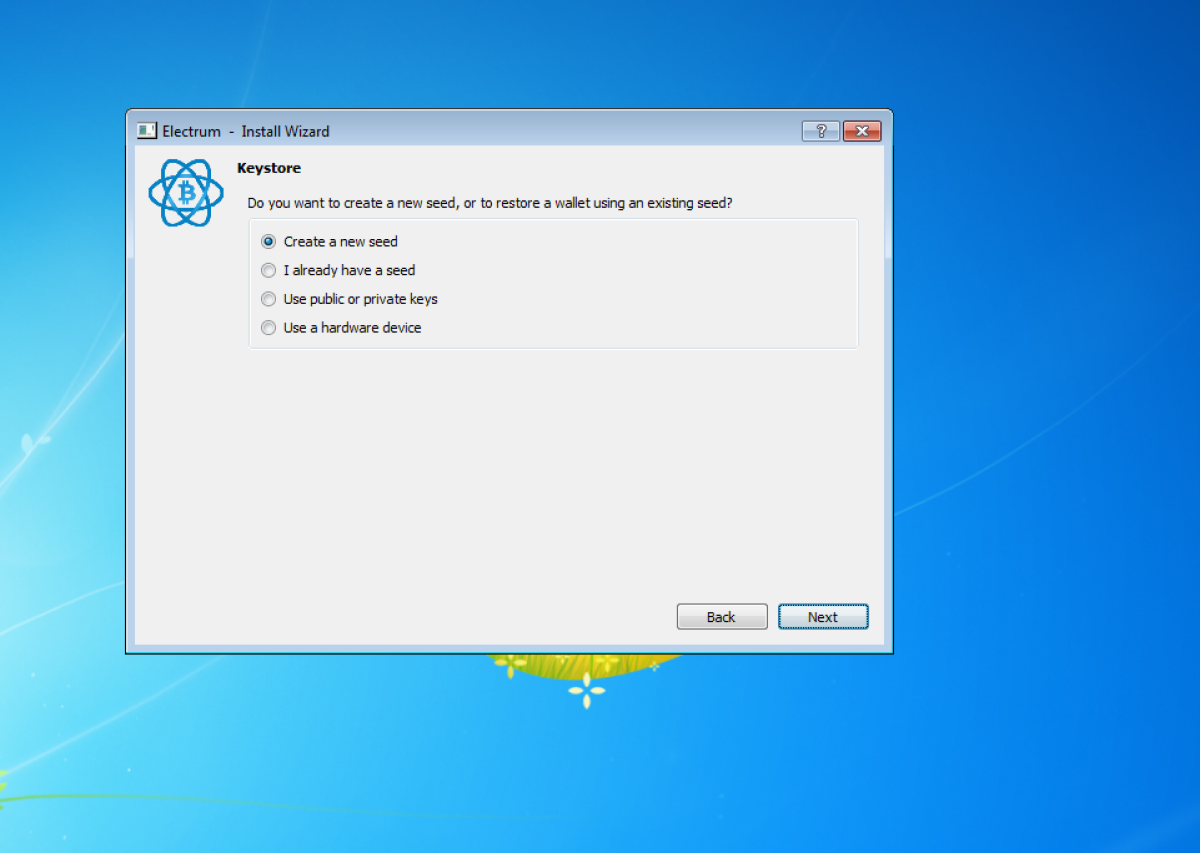 Electrum - Install Wizard
?
Keystore
Do you want to create a new seed, or to restore a wallet using an existing seed?
Create a new seed
I already have a seed
Use public or private keys
Use a hardware device
Back
Next